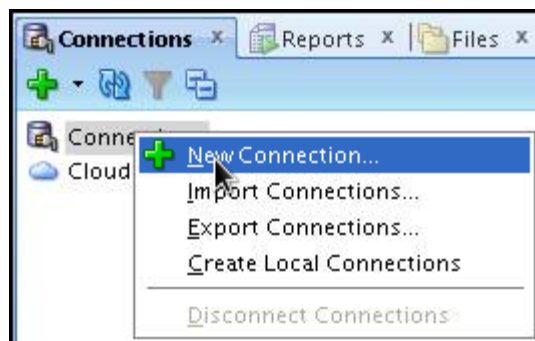 Connections x Reports x Files x
New Connection...
Cloud
Import Connections...
Export Connections...
Create Local Connections
Disconnect Connections